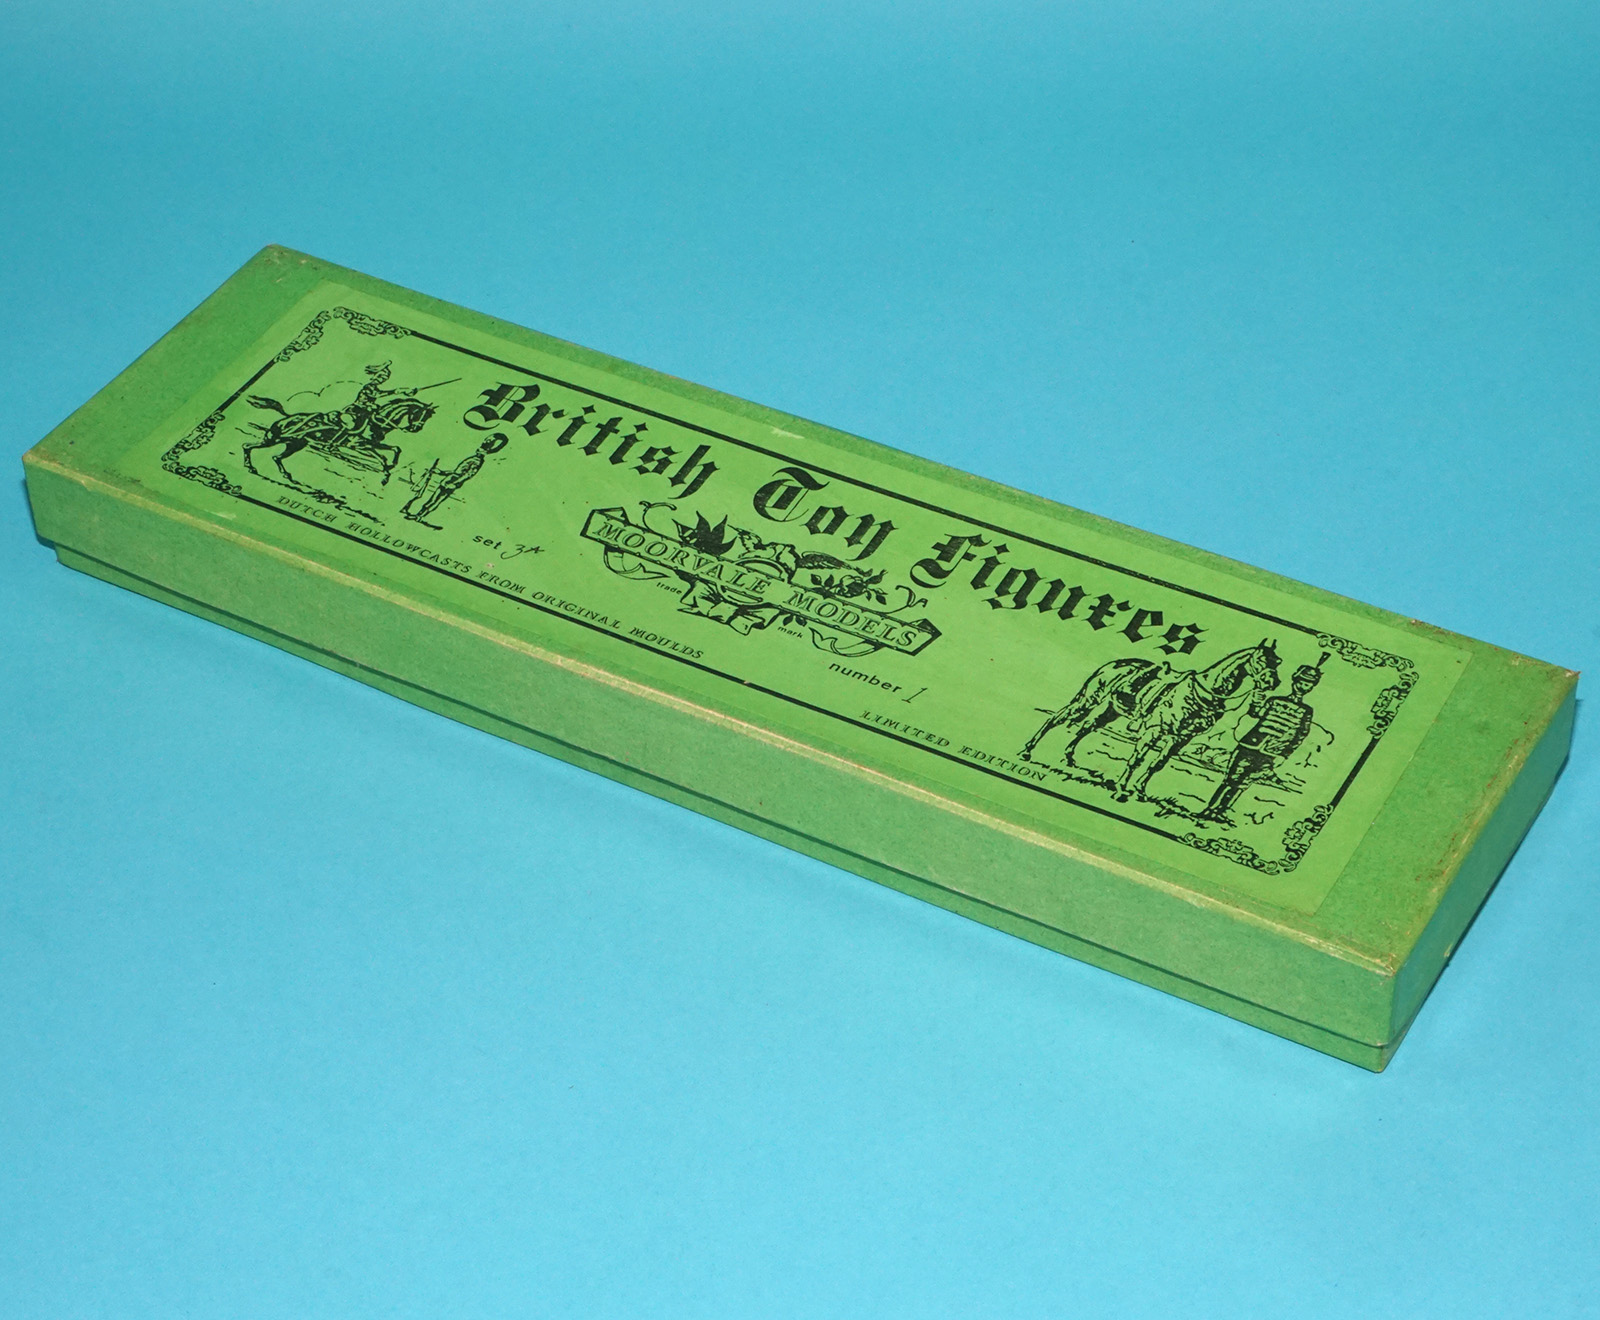 British Toy Figures
MOORVALE MODELS
trade mark
set 3A
number 1
DUTCH HOLLOWCASTS FROM ORIGINAL MOULDS
LIMITED EDITION